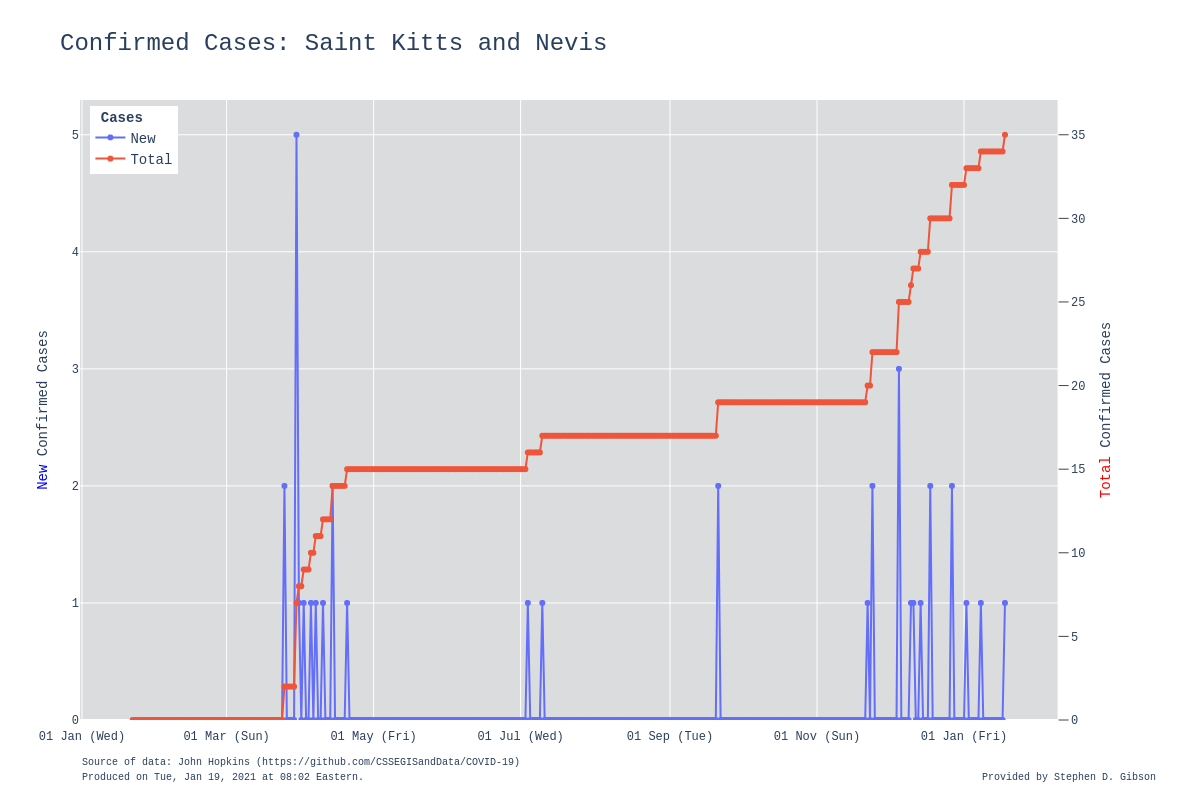 Confirmed Cases: Saint Kitts and Nevis
Cases
New
Total
5
4
3
2
1
0
New Confirmed Cases
35
30
25
20
15
10
5
0
Total Confirmed Cases
01 Jan (Wed)
01 Mar (Sun)
01 May (Fri)
01 Jul (Wed)
01 Sep (Tue)
01 Nov (Sun)
01 Jan (Fri)
Source of data: John Hopkins (https://github.com/CSSEGISandData/COVID-19)
Produced on Tue, Jan 19, 2021 at 08:02 Eastern.
Provided by Stephen D. Gibson